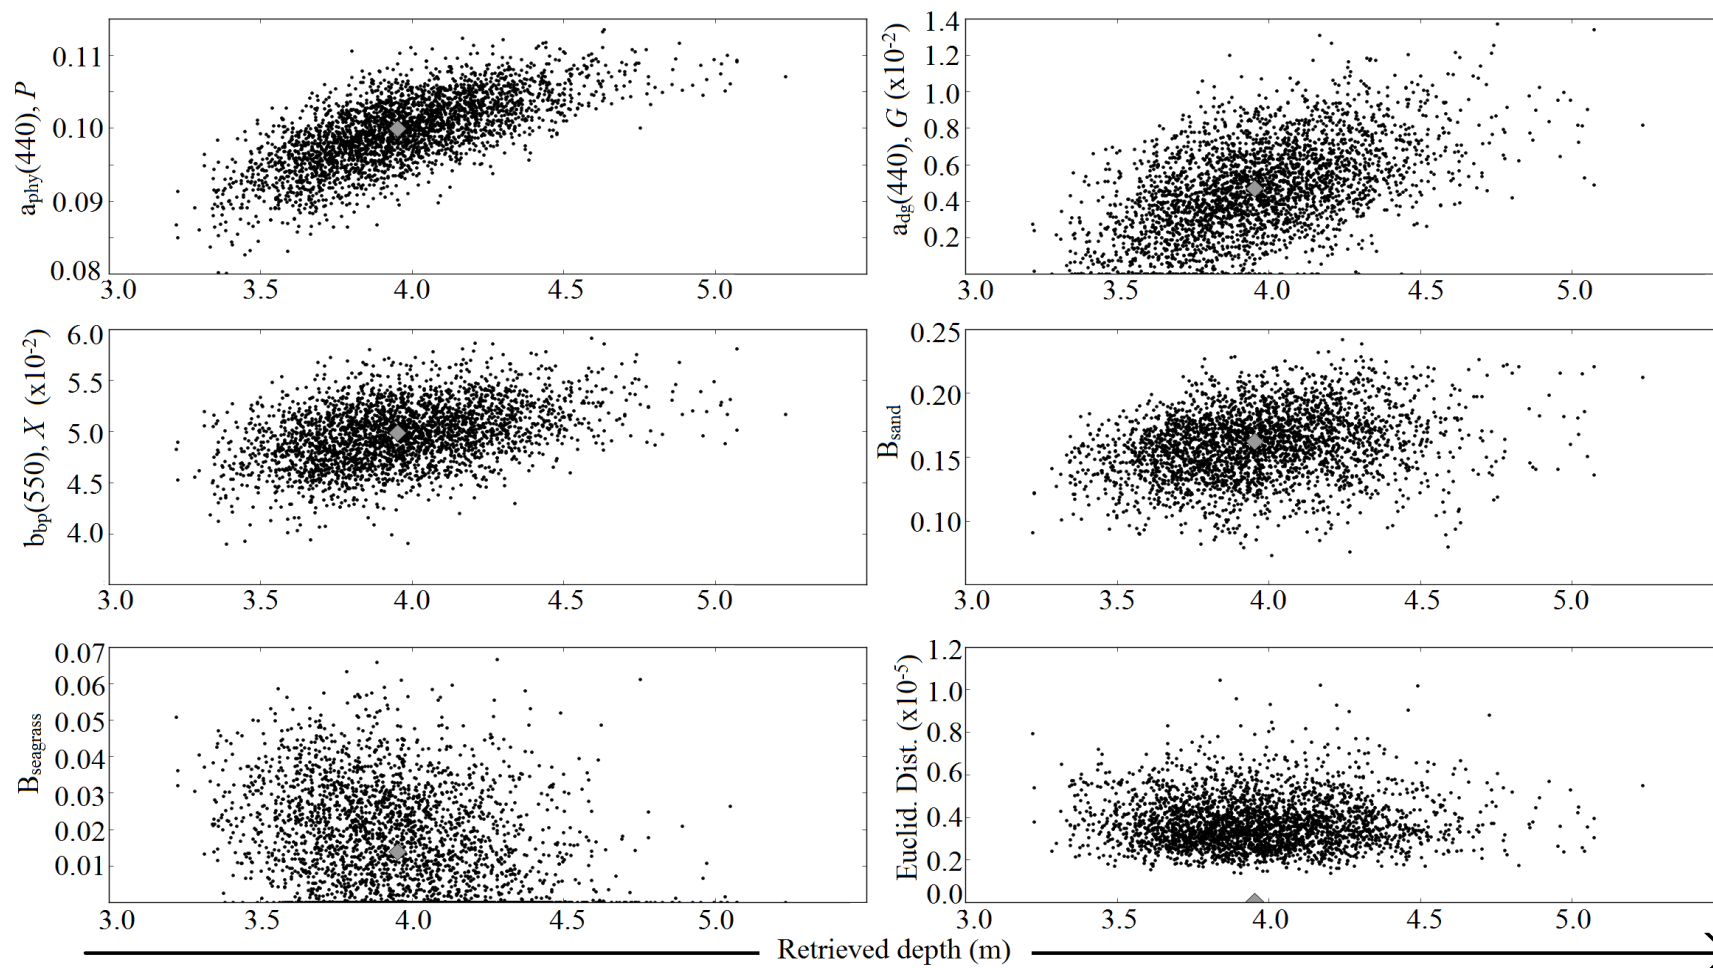 a_phy(440), P
0.11
0.10
0.09
0.08
3.0 3.5 4.0 4.5 5.0
a_dg(440), G (x10^-2)
1.4
1.2
1.0
0.8
0.6
0.4
0.2
3.0 3.5 4.0 4.5 5.0
b_bp(550), X (x10^-2)
6.0
5.5
5.0
4.5
4.0
3.0 3.5 4.0 4.5 5.0
B_sand
0.25
0.20
0.15
0.10
3.0 3.5 4.0 4.5 5.0
B_seagrass
0.07
0.06
0.05
0.04
0.03
0.02
0.01
3.0 3.5 4.0 4.5 5.0
Euclid. Dist. (x10^-5)
1.2
1.0
0.8
0.6
0.4
0.2
0.0
3.0 3.5 4.0 4.5 5.0
Retrieved depth (m)